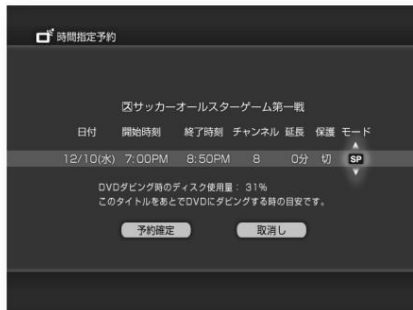 時間指定予約
スサッカーオールスターゲーム第一戦
日付 開始時刻 終了時刻 チャンネル 延長 保護 モード
12/10(水) 7:00PM 8:50PM 8 0分 切 SP
DVDダビング時のディスク使用量： 31%
このタイトルをあとでDVDにダビングする時の目安です。
予約確定 取消し